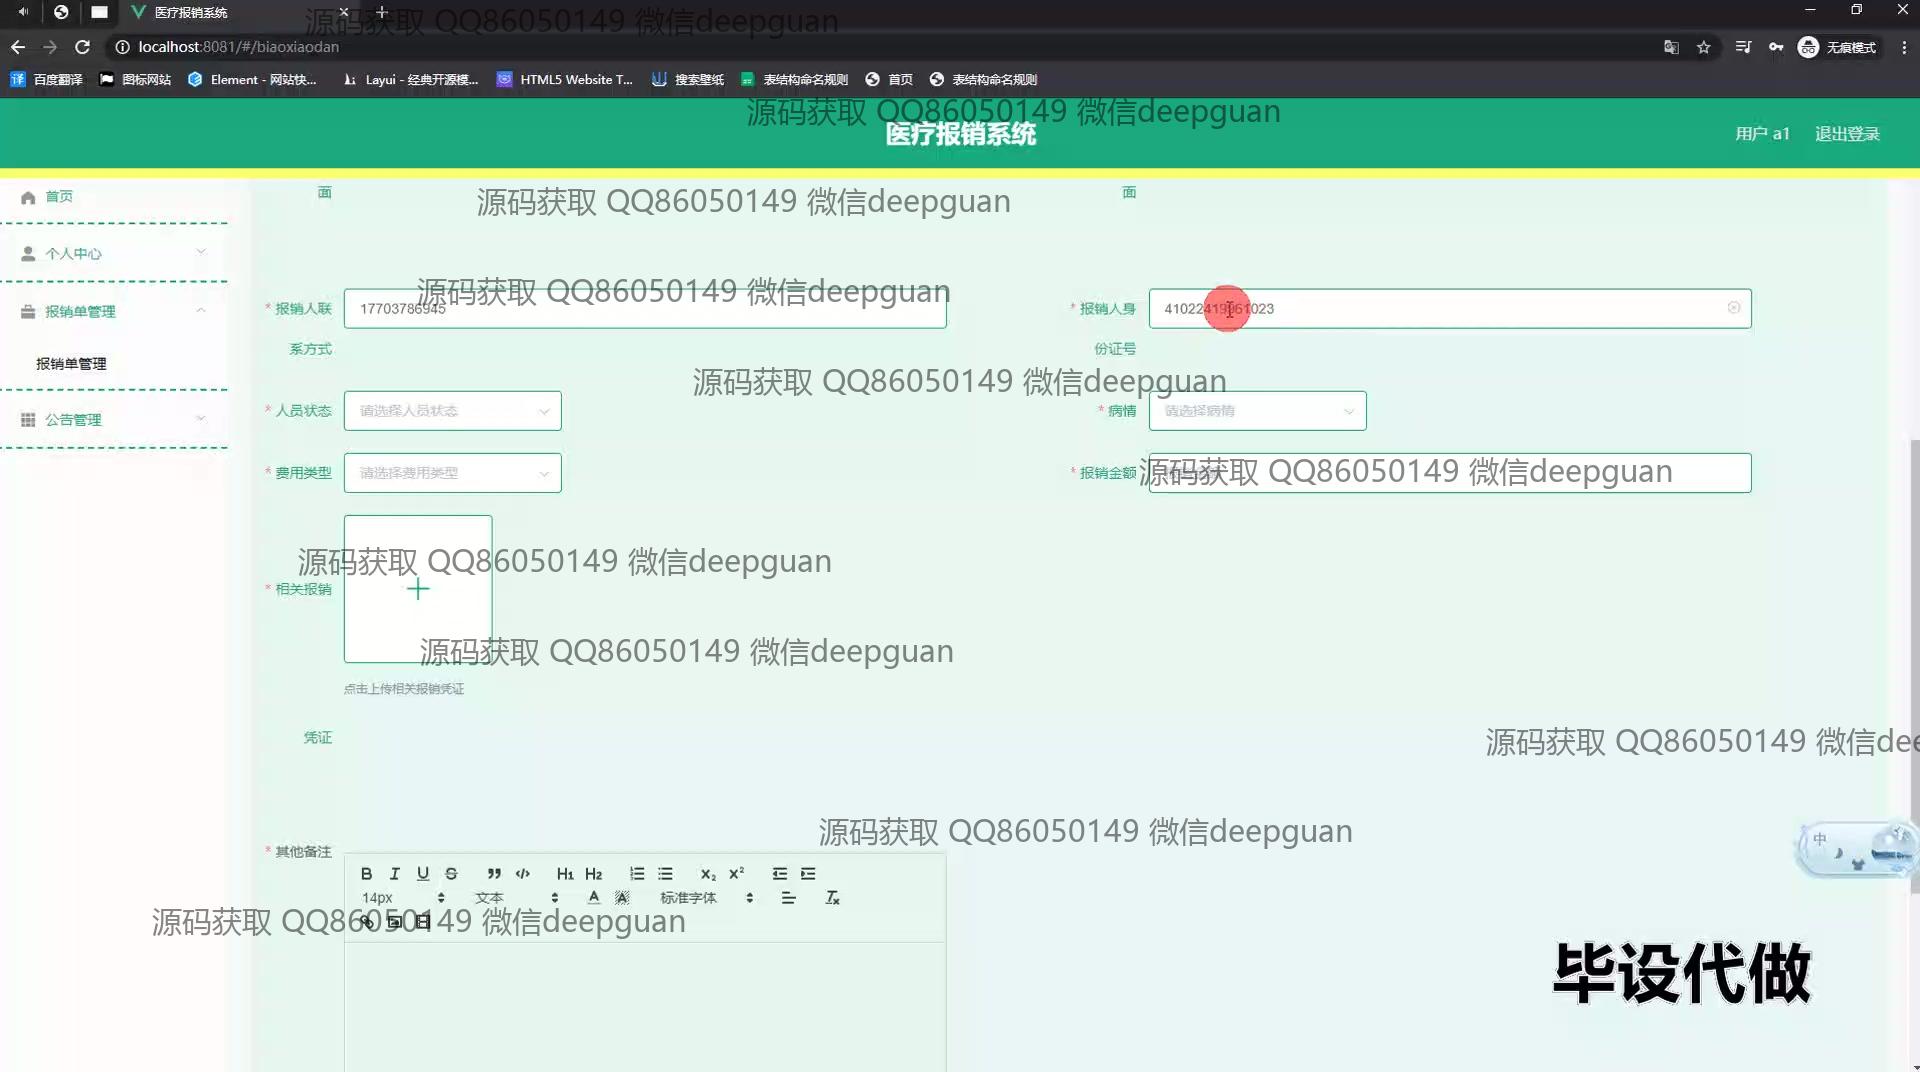 医疗报销系统
源码获取 QQ86050149 微信deepguan
localhost:8081/#/biaoxiaodan
无痕模式
百度翻译 图标网站 Element - 网站快... Layui - 经典开源模... HTML5 Website T... 搜索壁纸 表结构命名规则 首页 表结构命名规则
源码获取 QQ86050149 微信deepguan
医疗报销系统
用户 a1 退出登录
首页
面 面
源码获取 QQ86050149 微信deepguan
个人中心
源码获取 QQ86050149 微信deepguan
报销单管理
* 报销人联 17703786945
* 报销人身
系方式 份证号
报销单管理
源码获取 QQ86050149 微信deepguan
* 人员状态 请选择人员状态
* 病情 请选择病情
公告管理
* 费用类型 请选择费用类型
* 报销金额
源码获取 QQ86050149 微信deepguan
源码获取 QQ86050149 微信deepguan
* 相关报销
源码获取 QQ86050149 微信deepguan
点击上传相关报销凭证
凭证
源码获取 QQ86050149 微信dee
源码获取 QQ86050149 微信deepguan
中
* 其他备注
B I U S H1 H2 X₂ X²
14px 文本 A A 标准字体
源码获取 QQ86050149 微信deepguan
毕设代做